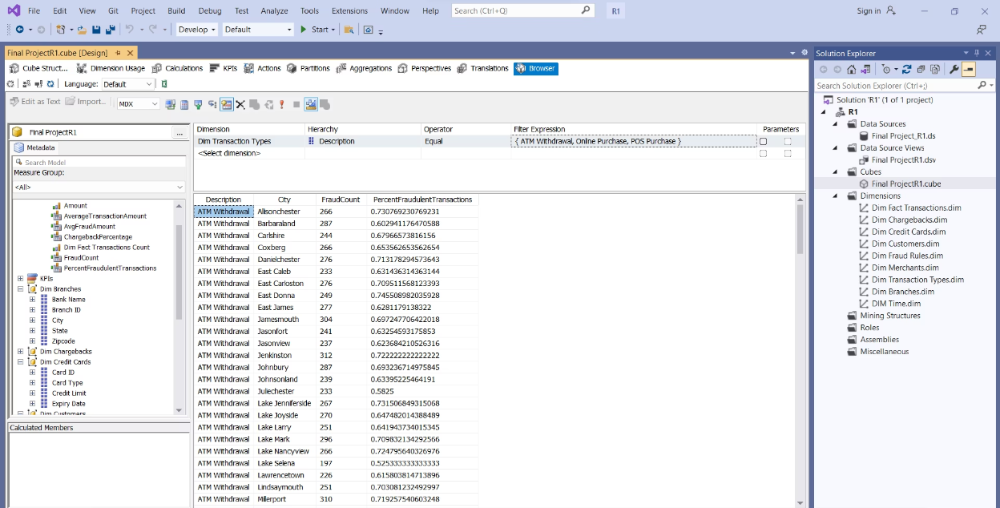 File Edit View Git Project Build Debug Test Analyze Tools Extensions Window Help Search (Ctrl+Q) R1 Sign in
Develop Default Start
Final ProjectR1.cube [Design]
Cube Struct... Dimension Usage Calculations KPIs Actions Partitions Aggregations Perspectives Translations Browser
Language: Default
Edit as Text Import... MDX
Final ProjectR1 ...
Metadata
Search Model
Measure Group:
<All>
Amount
AverageTransactionAmount
AvgFraudAmount
ChargebackPercentage
Dim Fact Transactions Count
FraudCount
PercentFraudulentTransactions
KPIs
Dim Branches
Bank Name
Branch ID
City
State
Zipcode
Dim Chargebacks
Dim Credit Cards
Card ID
Card Type
Credit Limit
Expiry Date
Dim Customers
Calculated Members
Dimension Hierarchy Operator Filter Expression Parameters
Dim Transaction Types Description Equal { ATM Withdrawal, Online Purchase, POS Purchase }
<Select dimension>
Description City FraudCount PercentFraudulentTransactions
ATM Withdrawal Alisonchester 266 0.730769230769231
ATM Withdrawal Barbaraland 287 0.602941176470588
ATM Withdrawal Carlshire 244 0.67966573816156
ATM Withdrawal Coxberg 266 0.653562653562654
ATM Withdrawal Danielchester 276 0.713178294573643
ATM Withdrawal East Caleb 233 0.631436314363144
ATM Withdrawal East Carloston 276 0.709511568123393
ATM Withdrawal East Donna 249 0.745508982035928
ATM Withdrawal East James 277 0.6281179138322
ATM Withdrawal Jamesmouth 304 0.697247706422018
ATM Withdrawal Jasonfort 241 0.63254593175853
ATM Withdrawal Jasonview 237 0.623684210526316
ATM Withdrawal Jenkinston 312 0.722222222222222
ATM Withdrawal Johnbury 287 0.693236714975845
ATM Withdrawal Johnsonland 239 0.63395225464191
ATM Withdrawal Juliechester 233 0.5825
ATM Withdrawal Lake Jenniferside 267 0.731506849315068
ATM Withdrawal Lake Joyside 270 0.647482014388489
ATM Withdrawal Lake Larry 251 0.641943734015345
ATM Withdrawal Lake Mark 296 0.709832134292566
ATM Withdrawal Lake Nancyview 266 0.724795640326976
ATM Withdrawal Lake Selena 197 0.525333333333333
ATM Withdrawal Lawrencetown 226 0.615803814713896
ATM Withdrawal Lindsaymouth 251 0.703081232492997
ATM Withdrawal Millerport 310 0.719257540603248
Solution Explorer
Search Solution Explorer (Ctrl+;)
Solution 'R1' (1 of 1 project)
R1
Data Sources
Final Project_R1.ds
Data Source Views
Final ProjectR1.dsv
Cubes
Final ProjectR1.cube
Dimensions
Dim Fact Transactions.dim
Dim Chargebacks.dim
Dim Credit Cards.dim
Dim Customers.dim
Dim Fraud Rules.dim
Dim Merchants.dim
Dim Transaction Types.dim
Dim Branches.dim
DIM Time.dim
Mining Structures
Roles
Assemblies
Miscellaneous